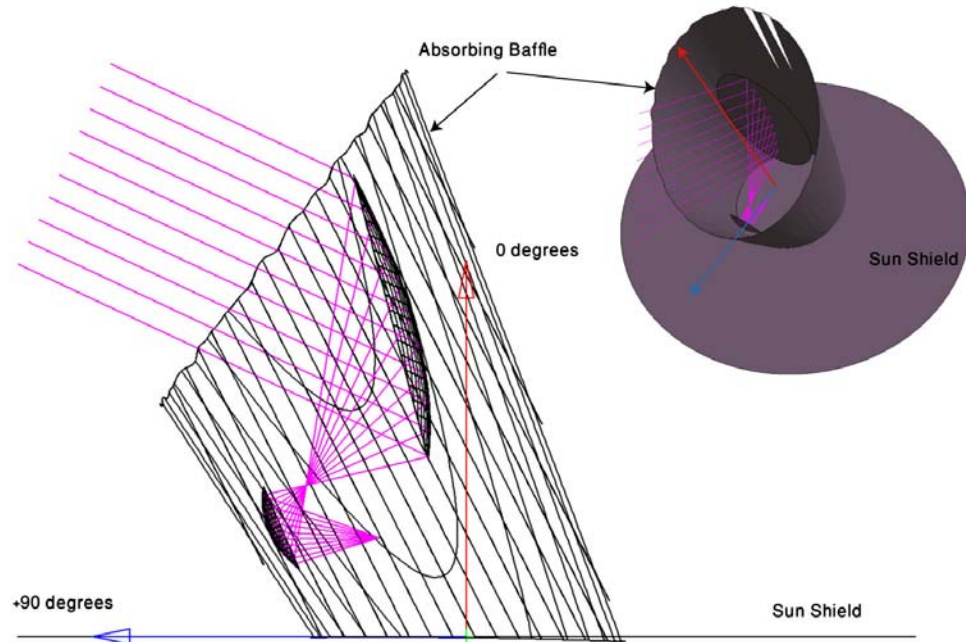 Absorbing Baffle
0 degrees
Sun Shield
+90 degrees
Sun Shield